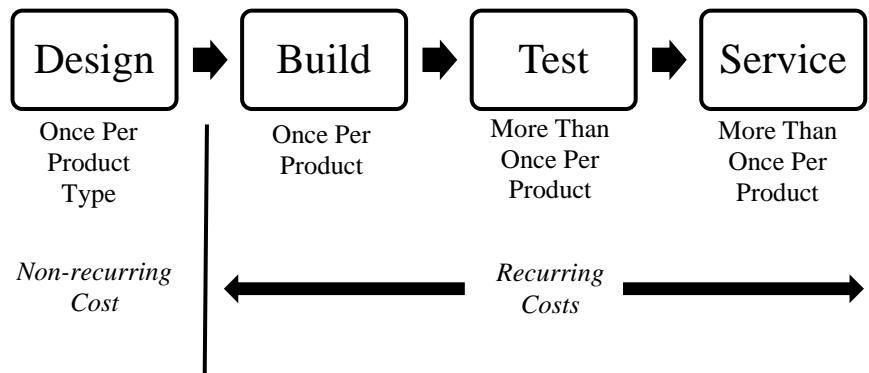 Design
Build
Test
Service
Once Per
Product
Type
Once Per
Product
More Than
Once Per
Product
More Than
Once Per
Product
Non-recurring
Cost
Recurring
Costs